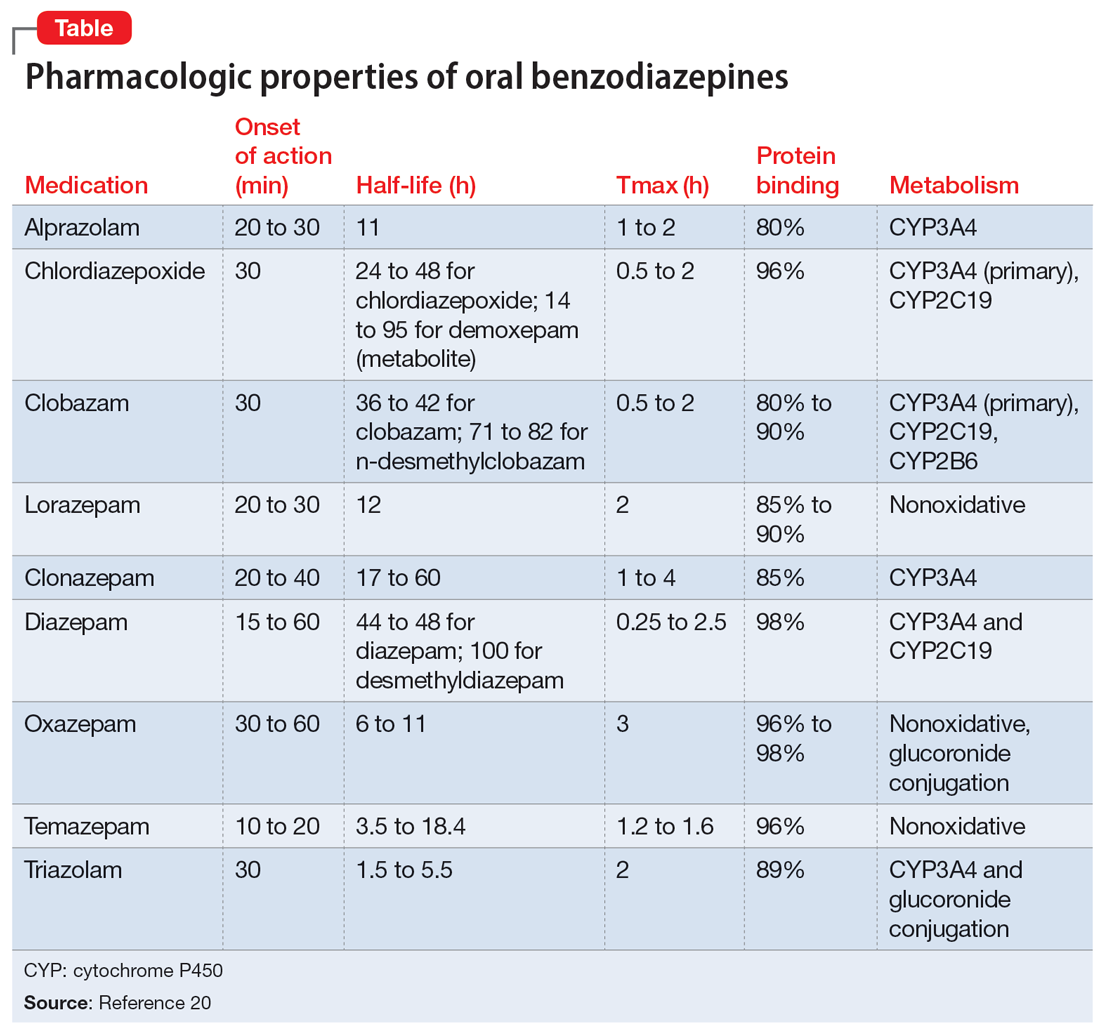 Table
Pharmacologic properties of oral benzodiazepines
Medication
Onset
of action
(min)
Half-life (h)
Tmax (h)
Protein
binding
Metabolism
Alprazolam
20 to 30
11
1 to 2
80%
CYP3A4
Chlordiazepoxide
30
24 to 48 for
chlordiazepoxide; 14
to 95 for demoxepam
(metabolite)
0.5 to 2
96%
CYP3A4 (primary),
CYP2C19
Clobazam
30
36 to 42 for
clobazam; 71 to 82 for
n-desmethylclobazam
0.5 to 2
80% to
90%
CYP3A4 (primary),
CYP2C19,
CYP2B6
Lorazepam
20 to 30
12
2
85% to
90%
Nonoxidative
Clonazepam
20 to 40
17 to 60
1 to 4
85%
CYP3A4
Diazepam
15 to 60
44 to 48 for
diazepam; 100 for
desmethyldiazepam
0.25 to 2.5
98%
CYP3A4 and
CYP2C19
Oxazepam
30 to 60
6 to 11
3
96% to
98%
Nonoxidative,
glucoronide
conjugation
Temazepam
10 to 20
3.5 to 18.4
1.2 to 1.6
96%
Nonoxidative
Triazolam
30
1.5 to 5.5
2
89%
CYP3A4 and
glucoronide
conjugation
CYP: cytochrome P450
Source: Reference 20